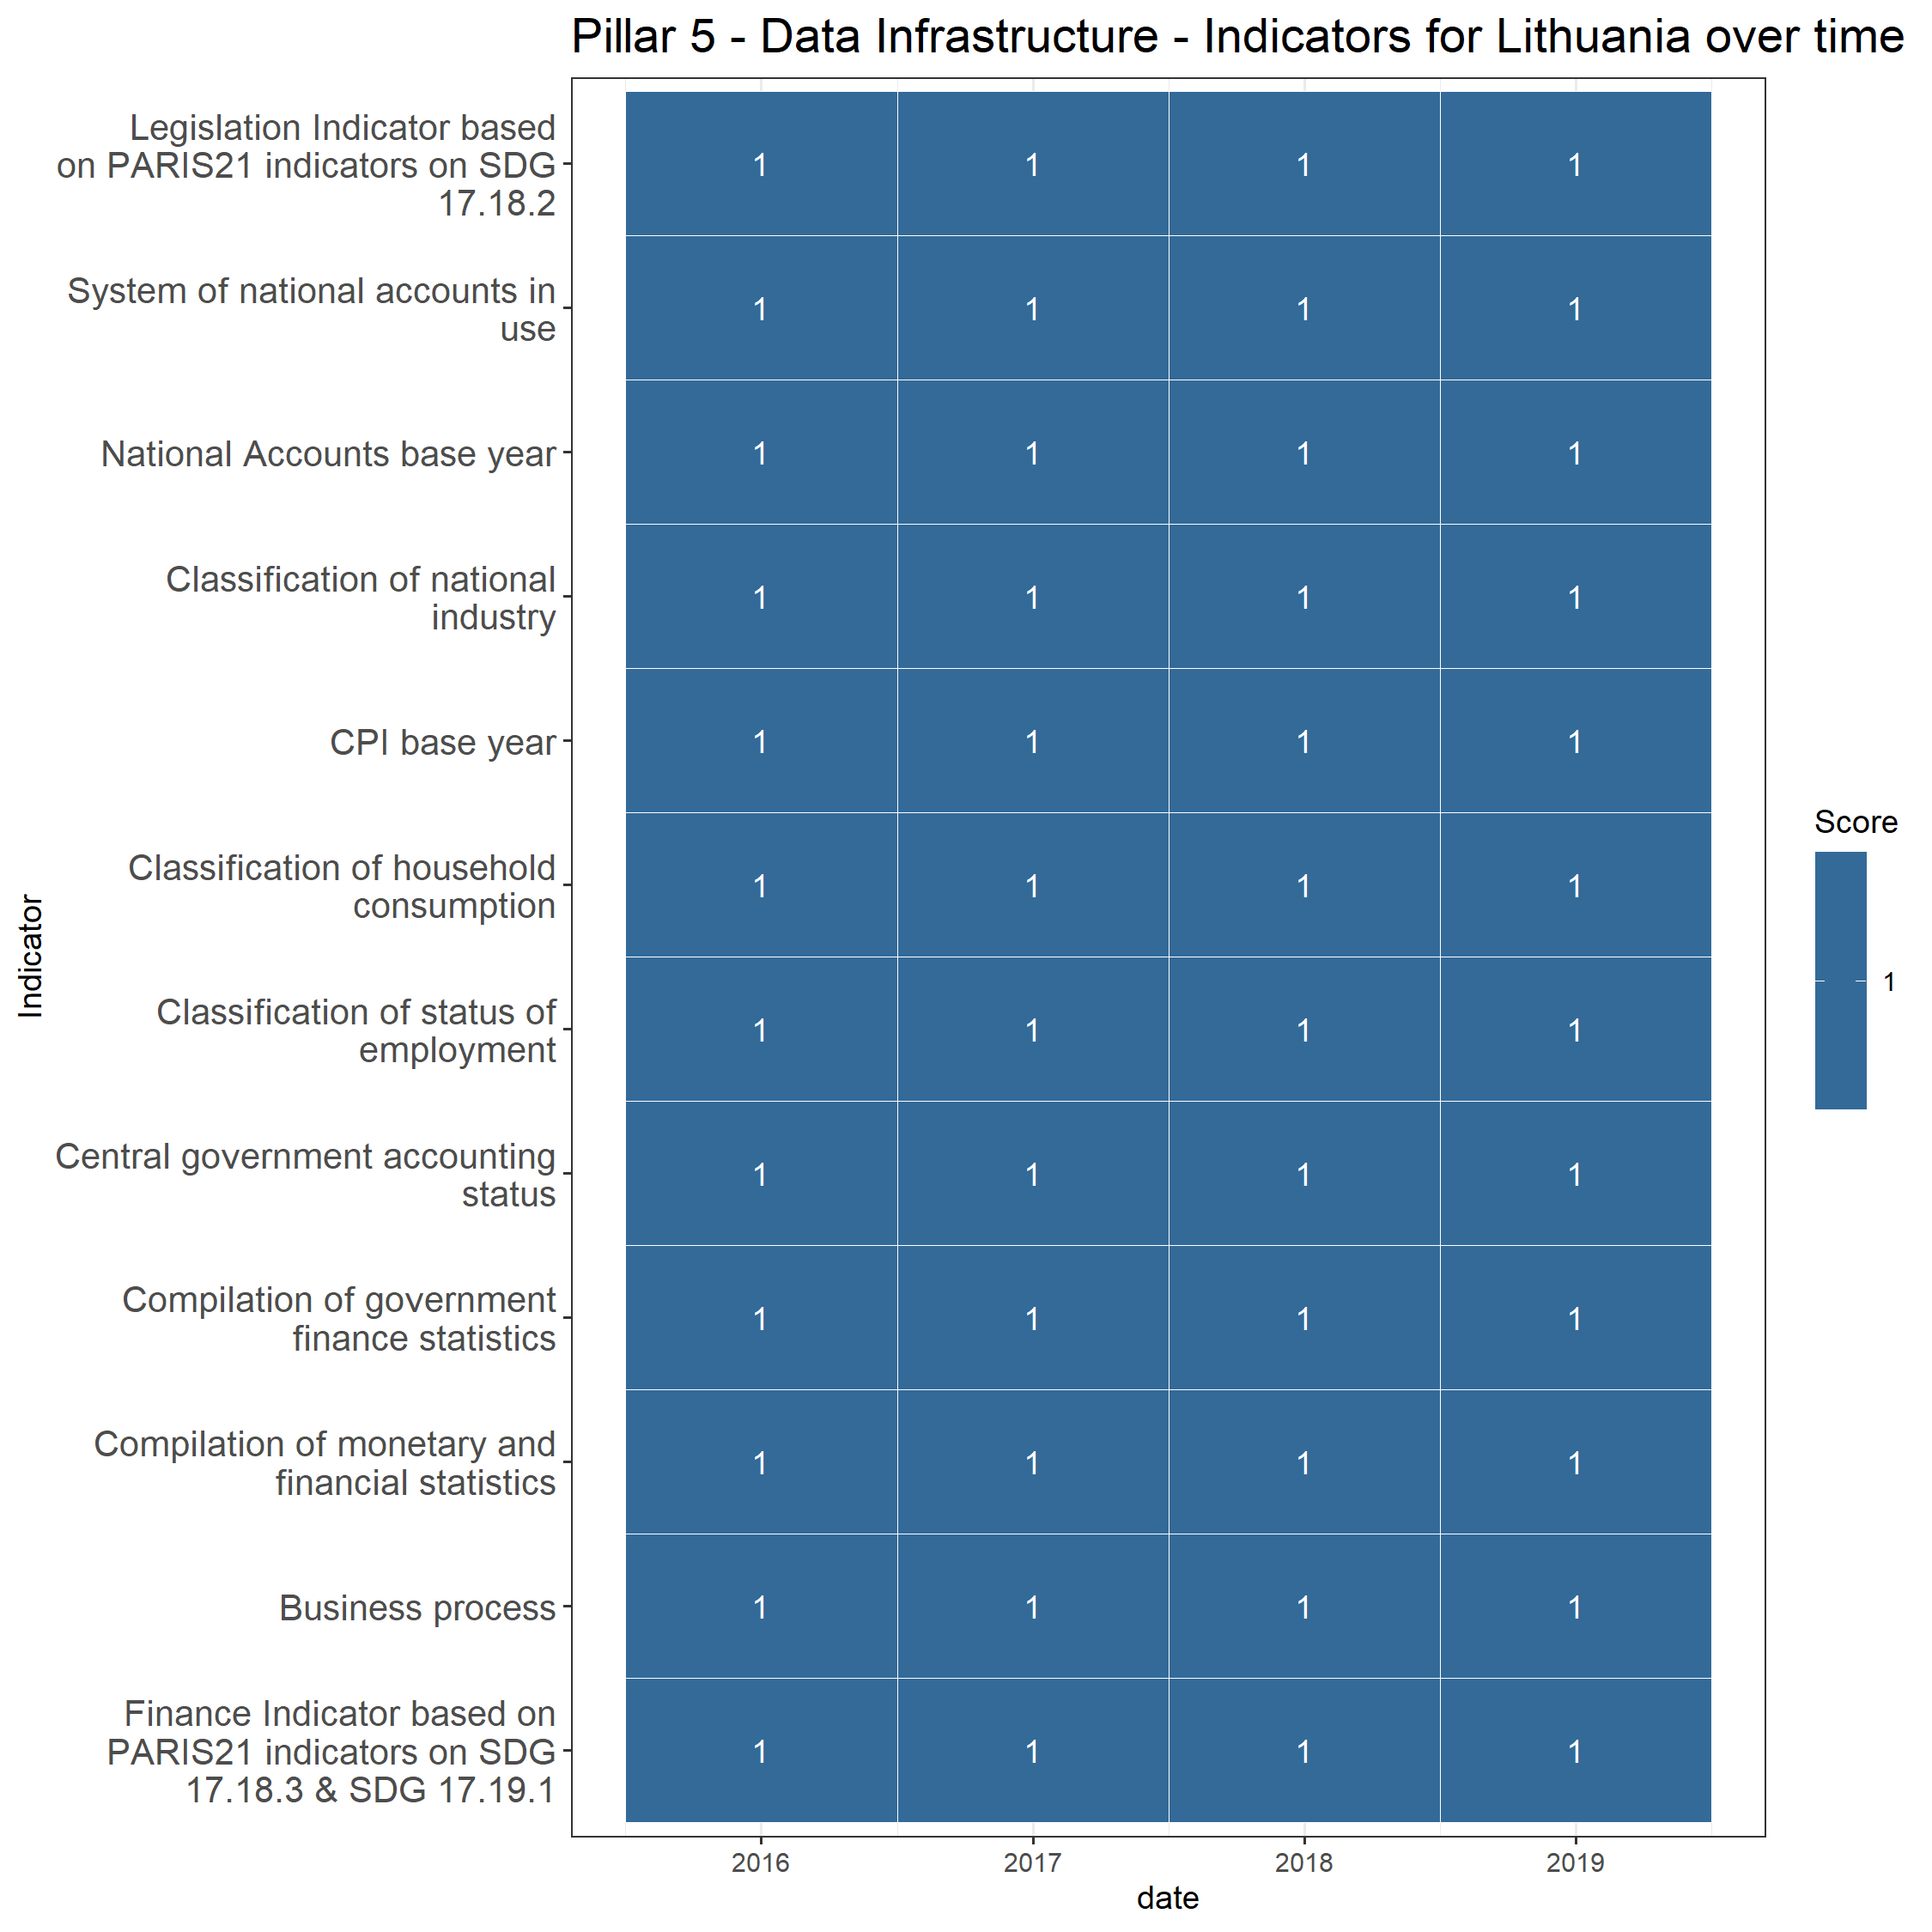 Pillar 5 - Data Infrastructure - Indicators for Lithuania over time
Indicator
Legislation Indicator based
on PARIS21 indicators on SDG
17.18.2
1 1 1 1
System of national accounts in
use
1 1 1 1
National Accounts base year
1 1 1 1
Classification of national
industry
1 1 1 1
CPI base year
1 1 1 1
Classification of household
consumption
1 1 1 1
Classification of status of
employment
1 1 1 1
Central government accounting
status
1 1 1 1
Compilation of government
finance statistics
1 1 1 1
Compilation of monetary and
financial statistics
1 1 1 1
Business process
1 1 1 1
Finance Indicator based on
PARIS21 indicators on SDG
17.18.3 & SDG 17.19.1
1 1 1 1
2016 2017 2018 2019
date
Score
1